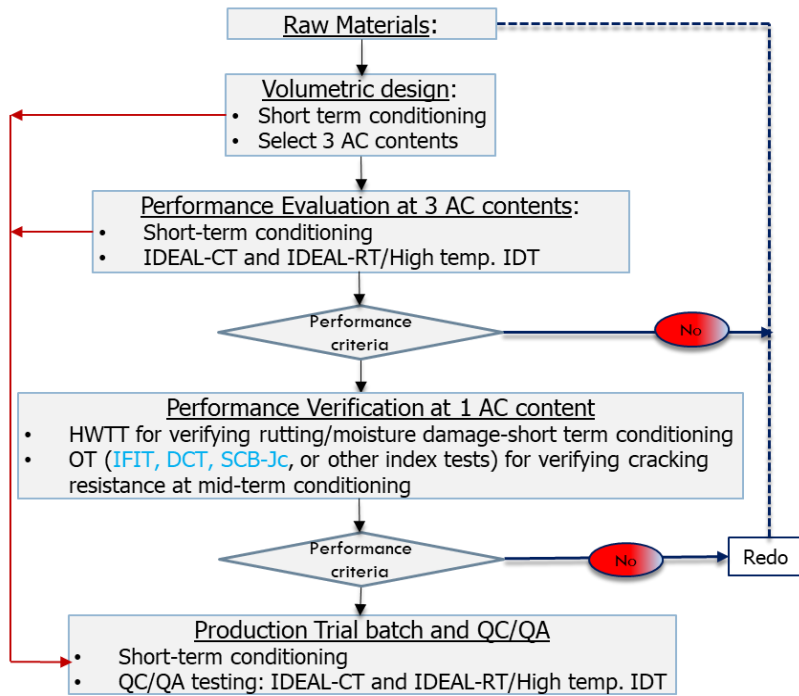 Raw Materials:
Volumetric design:
• Short term conditioning
• Select 3 AC contents
Performance Evaluation at 3 AC contents:
• Short-term conditioning
• IDEAL-CT and IDEAL-RT/High temp. IDT
Performance
criteria
No
Performance Verification at 1 AC content
• HWTT for verifying rutting/moisture damage-short term conditioning
• OT (IFIT, DCT, SCB-Jc, or other index tests) for verifying cracking
resistance at mid-term conditioning
Performance
criteria
No
Redo
Production Trial batch and QC/QA
• Short-term conditioning
• QC/QA testing: IDEAL-CT and IDEAL-RT/High temp. IDT